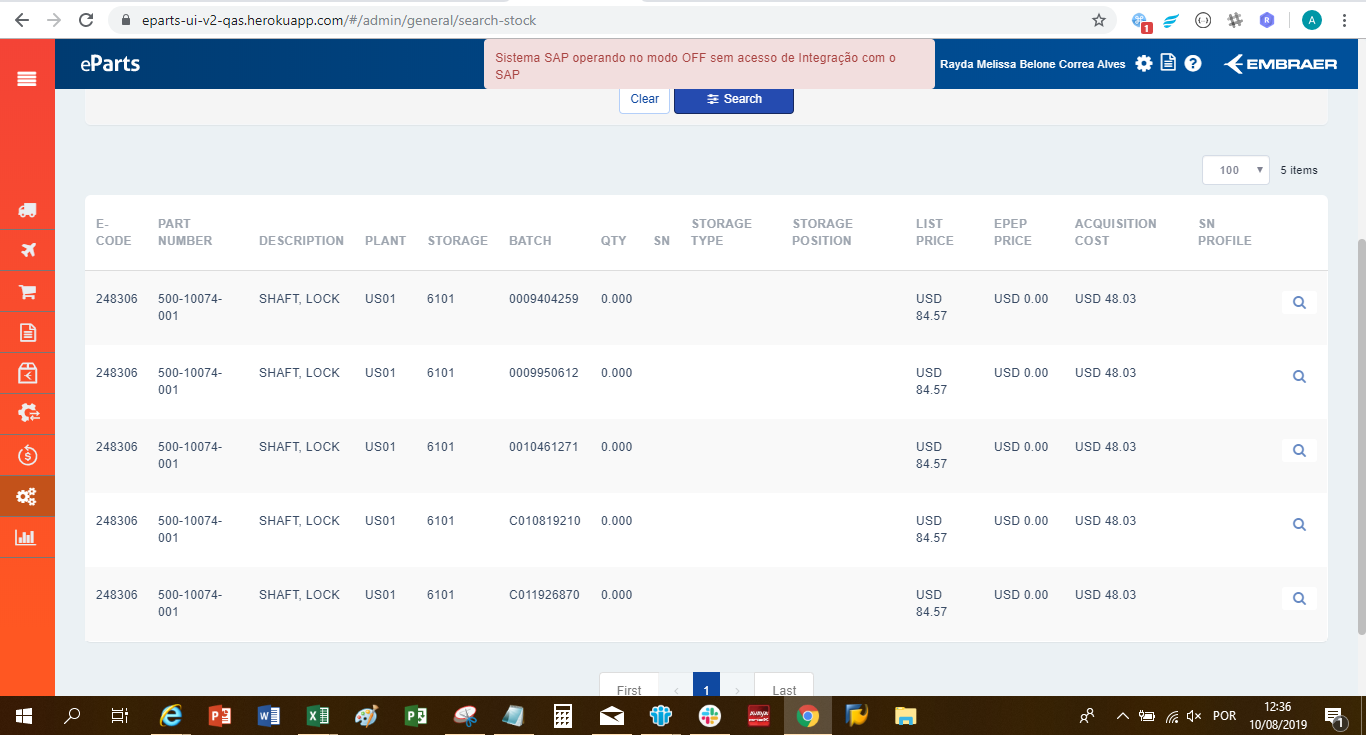 eparts-ui-v2-qas.herokuapp.com/#/admin/general/search-stock
1
A
eParts
Sistema SAP operando no modo OFF sem acesso de Integração com o
SAP
Rayda Melissa Belone Correa Alves
EMBRAER
Clear
Search
100
5 items
E-
CODE
PART
NUMBER
DESCRIPTION
PLANT
STORAGE
BATCH
QTY
SN
STORAGE
TYPE
STORAGE
POSITION
LIST
PRICE
EPEP
PRICE
ACQUISITION
COST
SN
PROFILE
248306 500-10074- SHAFT, LOCK US01 6101 0009404259 0.000 USD USD 0.00 USD 48.03
001 84.57
248306 500-10074- SHAFT, LOCK US01 6101 0009950612 0.000 USD USD 0.00 USD 48.03
001 84.57
248306 500-10074- SHAFT, LOCK US01 6101 0010461271 0.000 USD USD 0.00 USD 48.03
001 84.57
248306 500-10074- SHAFT, LOCK US01 6101 C010819210 0.000 USD USD 0.00 USD 48.03
001 84.57
248306 500-10074- SHAFT, LOCK US01 6101 C011926870 0.000 USD USD 0.00 USD 48.03
001 84.57
First ‹ 1 › Last
POR
12:36
10/08/2019
1